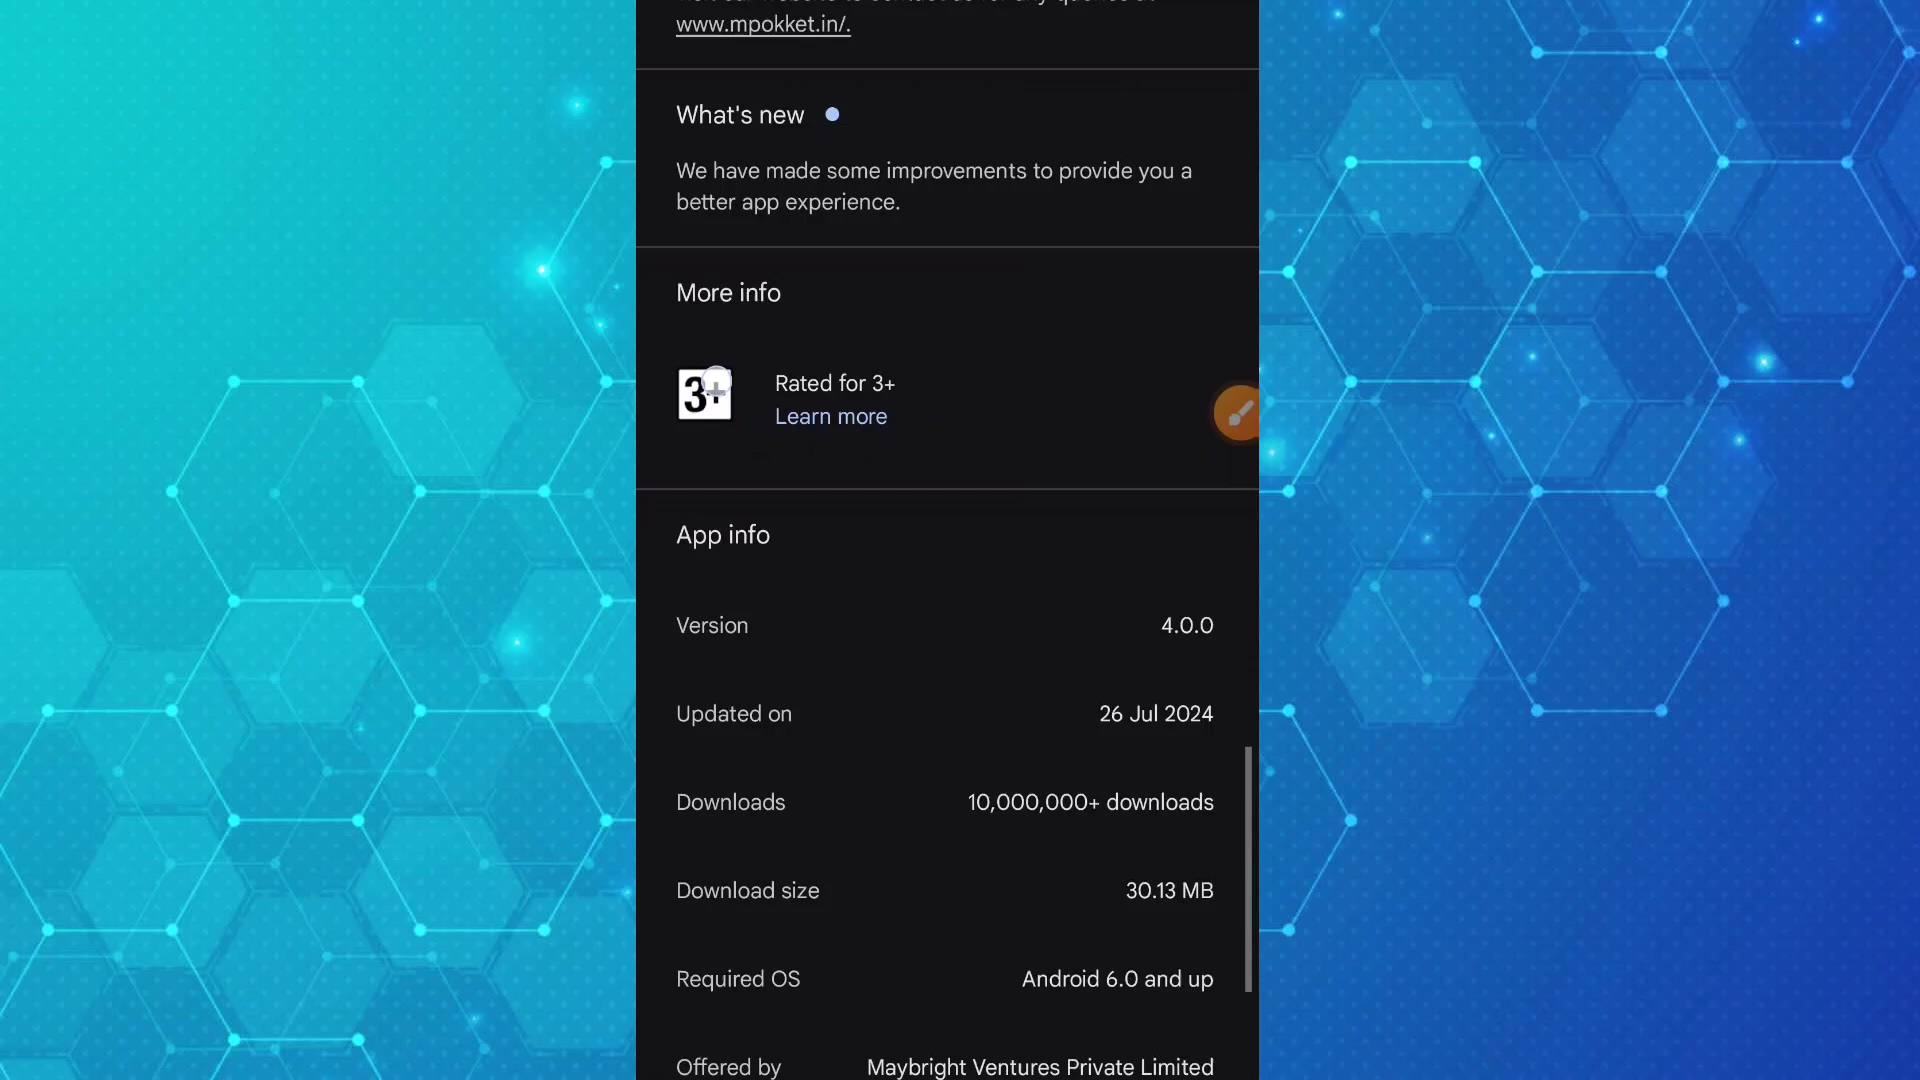 www.mpokket.in/.
What's new
We have made some improvements to provide you a
better app experience.
More info
3+
Rated for 3+
Learn more
App info
Version 4.0.0
Updated on 26 Jul 2024
Downloads 10,000,000+ downloads
Download size 30.13 MB
Required OS Android 6.0 and up
Offered by Maybright Ventures Private Limited